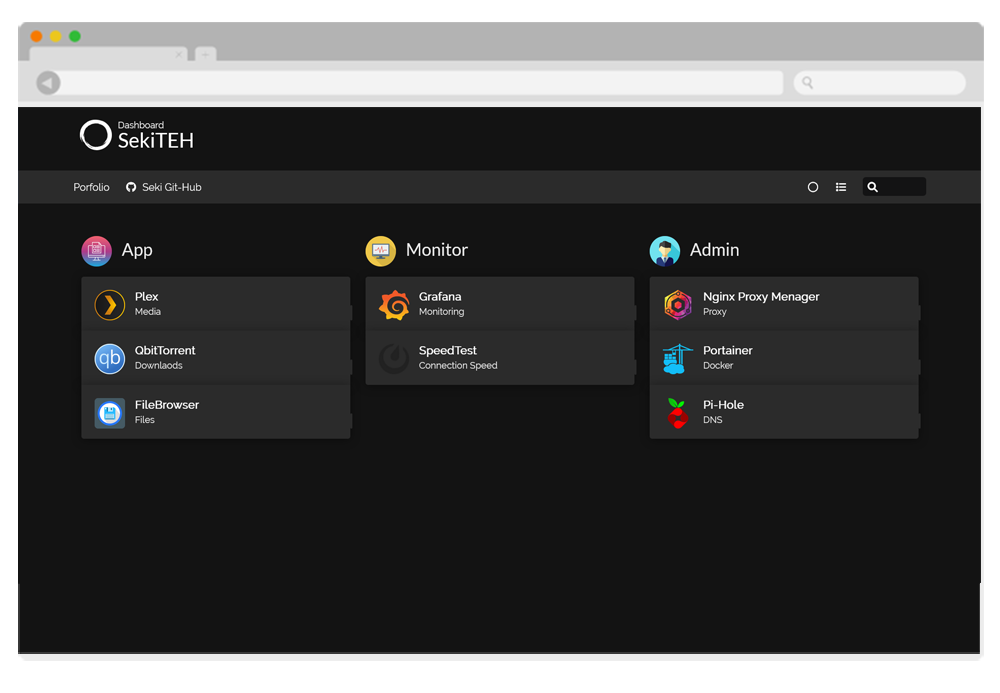 Dashboard
SekiTEH
Porfolio
Seki Git-Hub
App
Plex
Media
QbitTorrent
Downlaods
FileBrowser
Files
Monitor
Grafana
Monitoring
SpeedTest
Connection Speed
Admin
Nginx Proxy Menager
Proxy
Portainer
Docker
Pi-Hole
DNS
qb